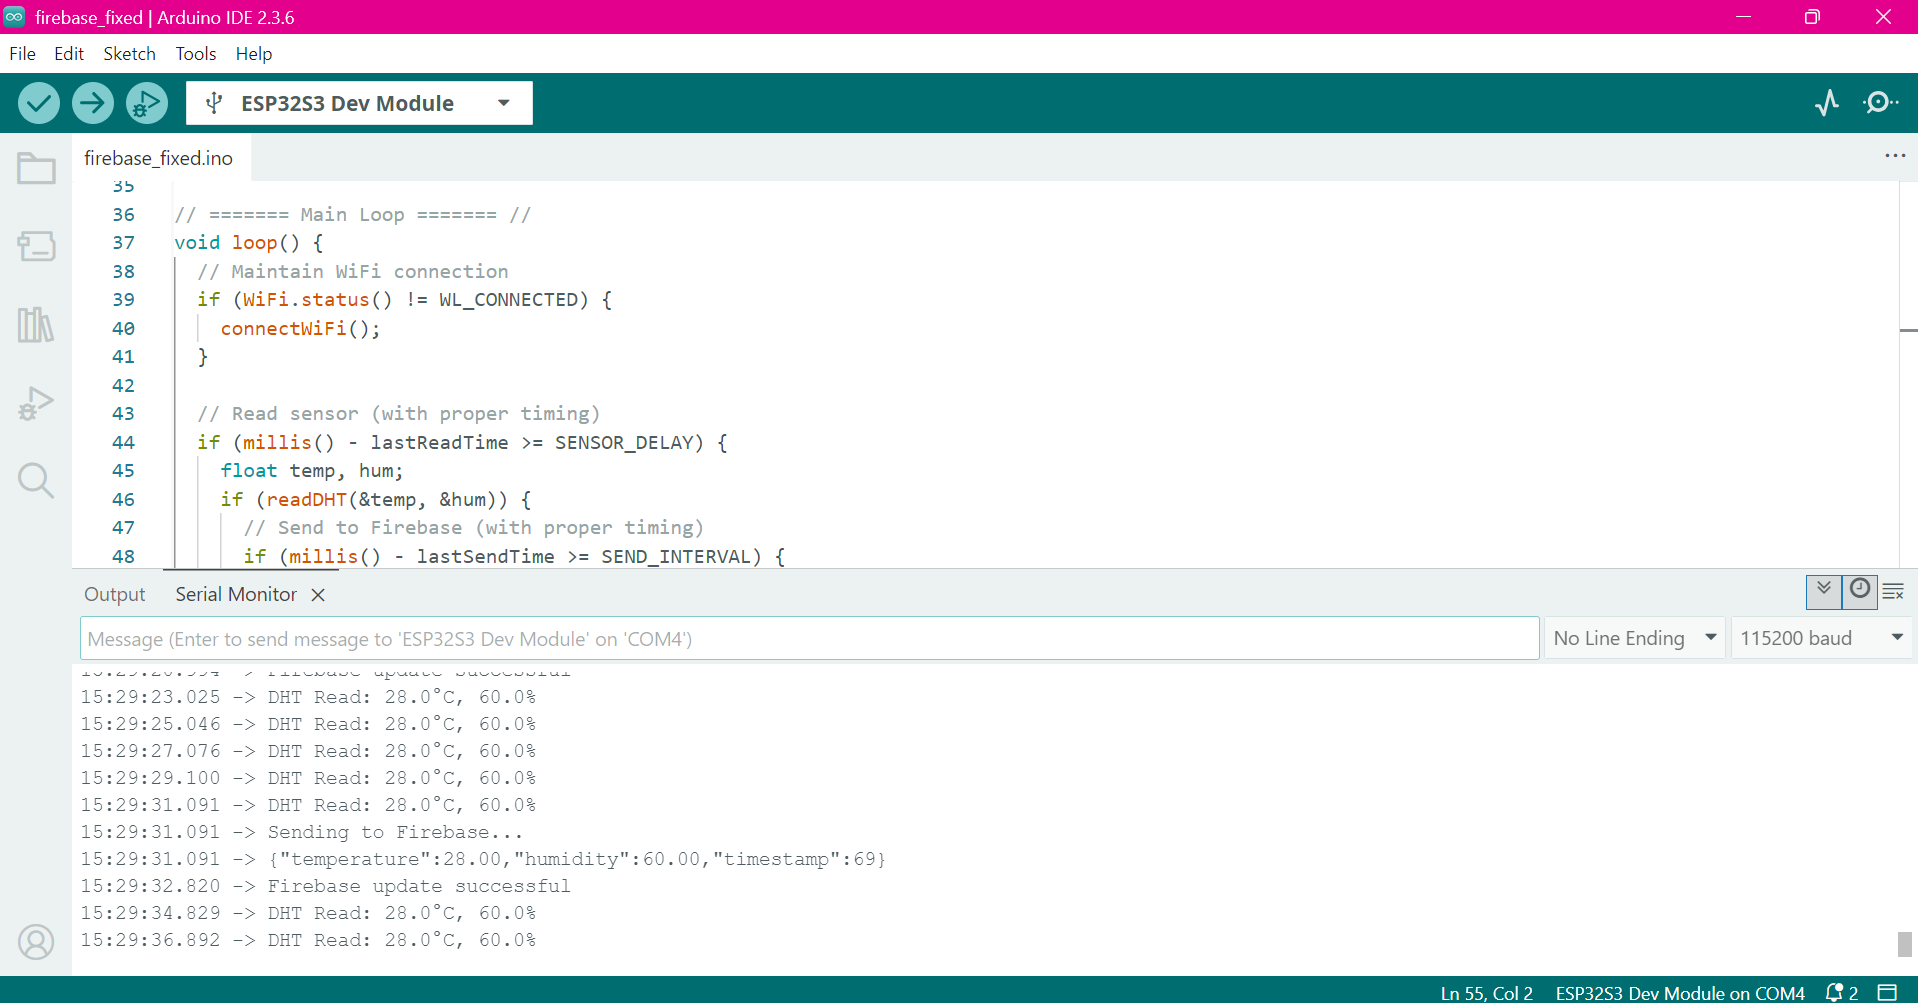 firebase_fixed | Arduino IDE 2.3.6
File Edit Sketch Tools Help
ESP32S3 Dev Module
firebase_fixed.ino
35
36 // ======= Main Loop ======= //
37 void loop() {
38 // Maintain WiFi connection
39 if (WiFi.status() != WL_CONNECTED) {
40 connectWiFi();
41 }
42
43 // Read sensor (with proper timing)
44 if (millis() - lastReadTime >= SENSOR_DELAY) {
45 float temp, hum;
46 if (readDHT(&temp, &hum)) {
47 // Send to Firebase (with proper timing)
48 if (millis() - lastSendTime >= SEND_INTERVAL) {
Output Serial Monitor
Message (Enter to send message to 'ESP32S3 Dev Module' on 'COM4') No Line Ending 115200 baud
-> Firebase update successful
15:29:23.025 -> DHT Read: 28.0°C, 60.0%
15:29:25.046 -> DHT Read: 28.0°C, 60.0%
15:29:27.076 -> DHT Read: 28.0°C, 60.0%
15:29:29.100 -> DHT Read: 28.0°C, 60.0%
15:29:31.091 -> DHT Read: 28.0°C, 60.0%
15:29:31.091 -> Sending to Firebase...
15:29:31.091 -> {"temperature":28.00,"humidity":60.00,"timestamp":69}
15:29:32.820 -> Firebase update successful
15:29:34.829 -> DHT Read: 28.0°C, 60.0%
15:29:36.892 -> DHT Read: 28.0°C, 60.0%
Ln 55, Col 2 ESP32S3 Dev Module on COM4 2